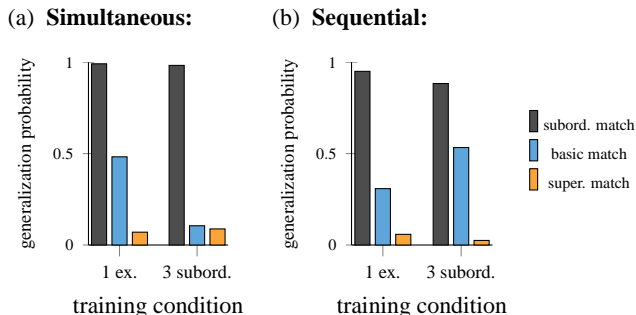 (a) Simultaneous:
generalization probability
1
0.5
0
1 ex. 3 subord.
training condition
(b) Sequential:
generalization probability
1
0.5
0
1 ex. 3 subord.
training condition
subord. match
basic match
super. match